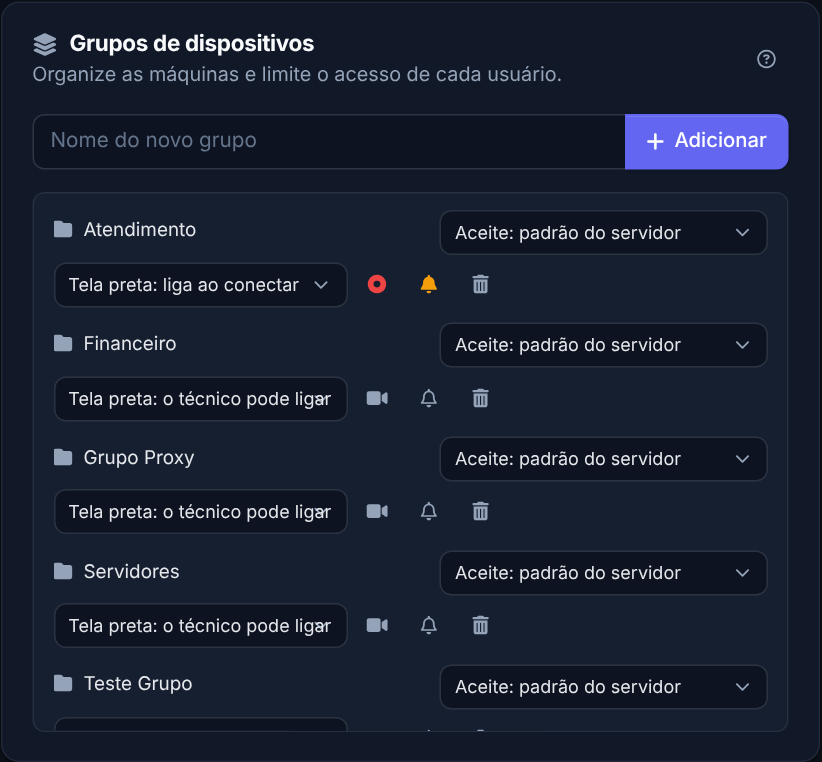 Grupos de dispositivos
Organize as máquinas e limite o acesso de cada usuário.
Nome do novo grupo
+ Adicionar
Atendimento
Aceite: padrão do servidor
Tela preta: liga ao conectar
Financeiro
Aceite: padrão do servidor
Tela preta: o técnico pode ligar
Grupo Proxy
Aceite: padrão do servidor
Tela preta: o técnico pode ligar
Servidores
Aceite: padrão do servidor
Tela preta: o técnico pode ligar
Teste Grupo
Aceite: padrão do servidor